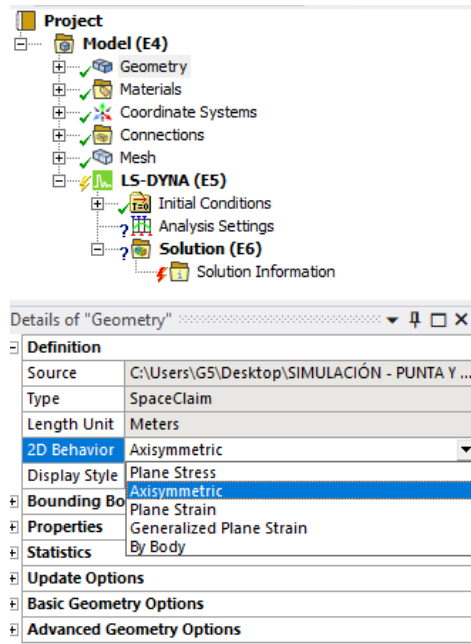 Project
Model (E4)
Geometry
Materials
Coordinate Systems
Connections
Mesh
LS-DYNA (E5)
T=0 Initial Conditions
? Analysis Settings
? Solution (E6)
Solution Information
Details of "Geometry"
Definition
Source C:\Users\G5\Desktop\SIMULACIÓN - PUNTA Y ...
Type SpaceClaim
Length Unit Meters
2D Behavior Axisymmetric
Display Style Plane Stress
Axisymmetric
Bounding Bo
Plane Strain
Properties Generalized Plane Strain
Statistics By Body
Update Options
Basic Geometry Options
Advanced Geometry Options